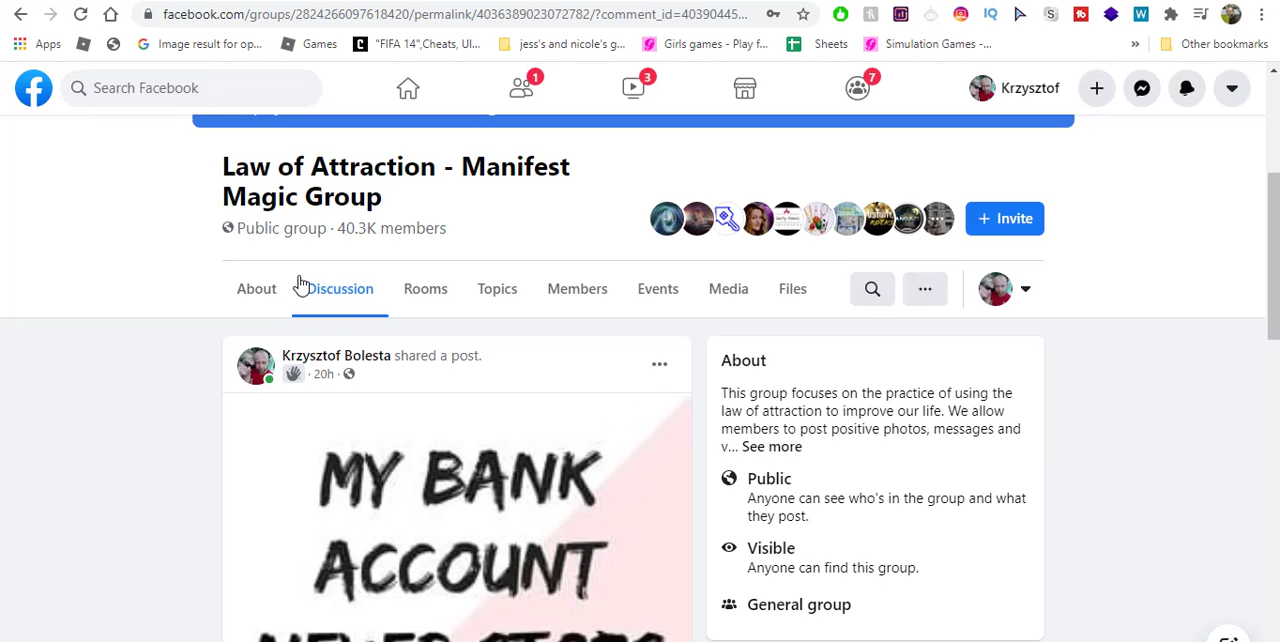 facebook.com/groups/2824266097618420/permalink/4036389023072782/?comment_id=40390445...
Apps
Image result for op...
Games
"FIFA 14",Cheats, Ul...
jess's and nicole's g...
Girls games - Play f...
Sheets
Simulation Games -...
»
Other bookmarks
Search Facebook
1
3
7
Krzysztof
Law of Attraction - Manifest
Magic Group
Public group · 40.3K members
+ Invite
About
Discussion
Rooms
Topics
Members
Events
Media
Files
Krzysztof Bolesta shared a post.
· 20h ·
MY BANK
ACCOUNT
About
This group focuses on the practice of using the
law of attraction to improve our life. We allow
members to post positive photos, messages and
v... See more
Public
Anyone can see who's in the group and what
they post.
Visible
Anyone can find this group.
General group